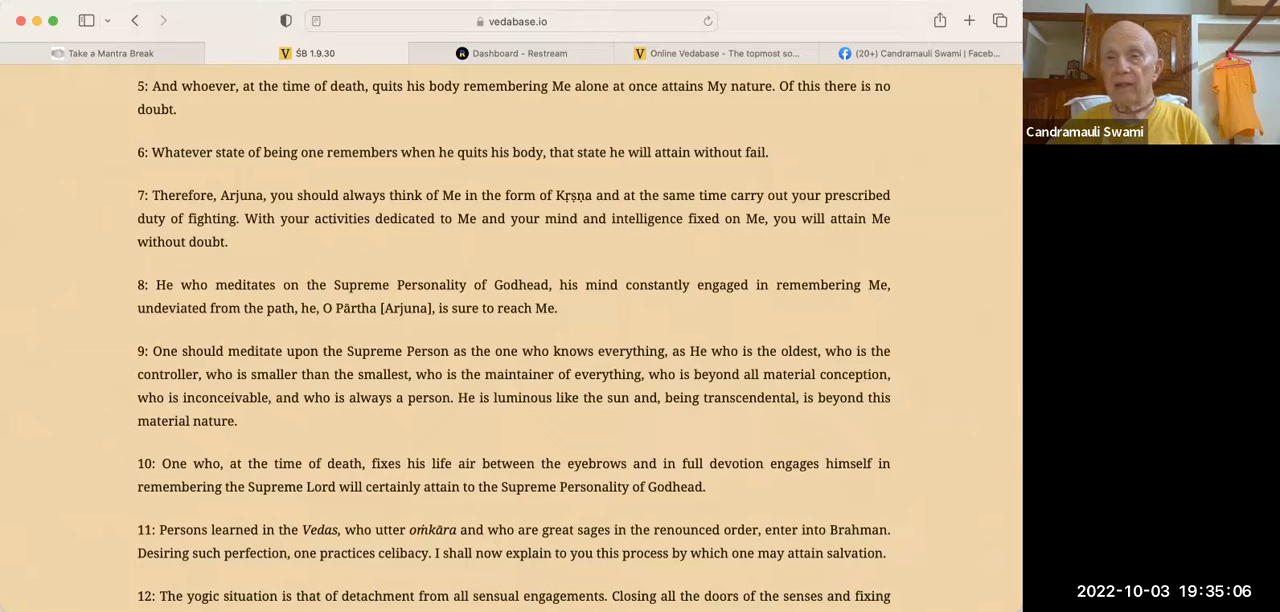 vedabase.io
Take a Mantra Break
ŚB 1.9.30
Dashboard - Restream
Online Vedabase - The topmost so...
(20+) Candramauli Swami | Faceb...
5: And whoever, at the time of death, quits his body remembering Me alone at once attains My nature. Of this there is no
doubt.
6: Whatever state of being one remembers when he quits his body, that state he will attain without fail.
7: Therefore, Arjuna, you should always think of Me in the form of Kṛṣṇa and at the same time carry out your prescribed
duty of fighting. With your activities dedicated to Me and your mind and intelligence fixed on Me, you will attain Me
without doubt.
8: He who meditates on the Supreme Personality of Godhead, his mind constantly engaged in remembering Me,
undeviated from the path, he, O Pārtha [Arjuna], is sure to reach Me.
9: One should meditate upon the Supreme Person as the one who knows everything, as He who is the oldest, who is the
controller, who is smaller than the smallest, who is the maintainer of everything, who is beyond all material conception,
who is inconceivable, and who is always a person. He is luminous like the sun and, being transcendental, is beyond this
material nature.
10: One who, at the time of death, fixes his life air between the eyebrows and in full devotion engages himself in
remembering the Supreme Lord will certainly attain to the Supreme Personality of Godhead.
11: Persons learned in the Vedas, who utter oṁkāra and who are great sages in the renounced order, enter into Brahman.
Desiring such perfection, one practices celibacy. I shall now explain to you this process by which one may attain salvation.
12: The yogic situation is that of detachment from all sensual engagements. Closing all the doors of the senses and fixing
Candramauli Swami
2022-10-03 19:35:06